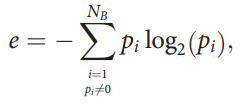 e = − ∑_{i=1, p_i≠0}^{N_B} p_i log_2(p_i),